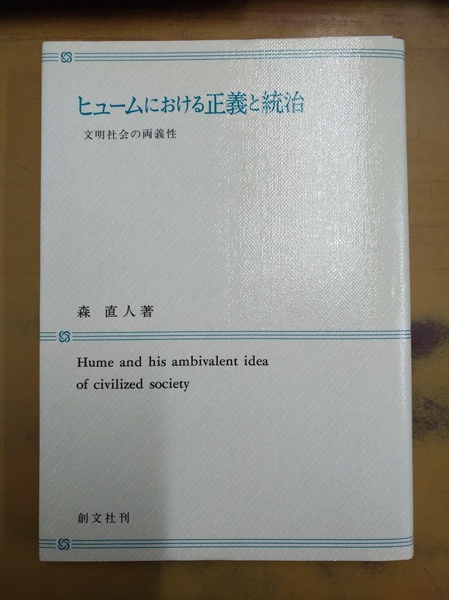 ヒュームにおける正義と統治
文明社会の両義性
森 直人著
Hume and his ambivalent idea
of civilized society
創文社刊